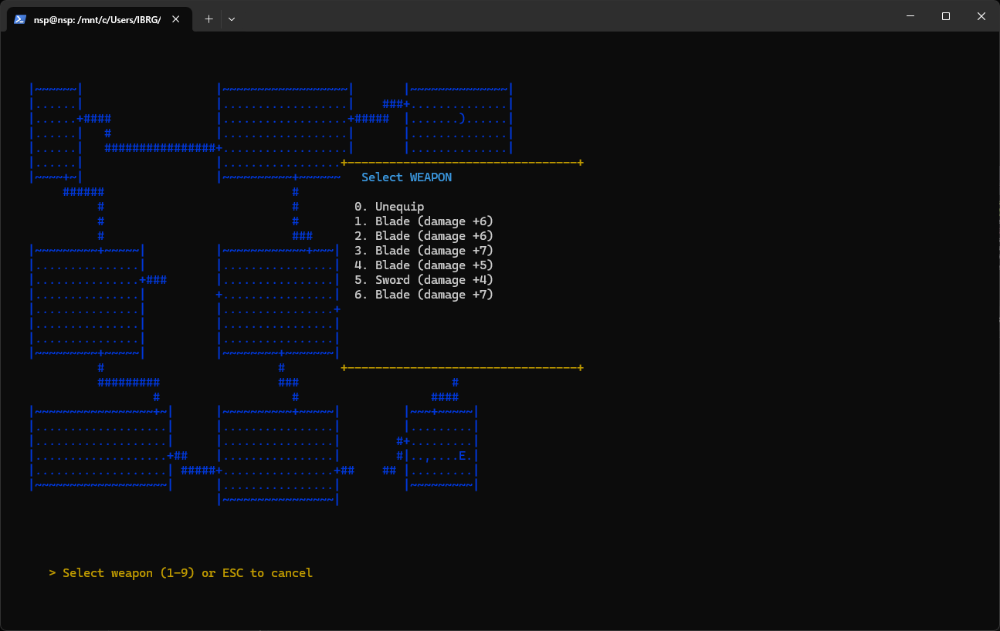 nsp@nsp: /mnt/c/Users/IBRG/
Select WEAPON
0. Unequip
1. Blade (damage +6)
2. Blade (damage +6)
3. Blade (damage +7)
4. Blade (damage +5)
5. Sword (damage +4)
6. Blade (damage +7)
E
> Select weapon (1-9) or ESC to cancel